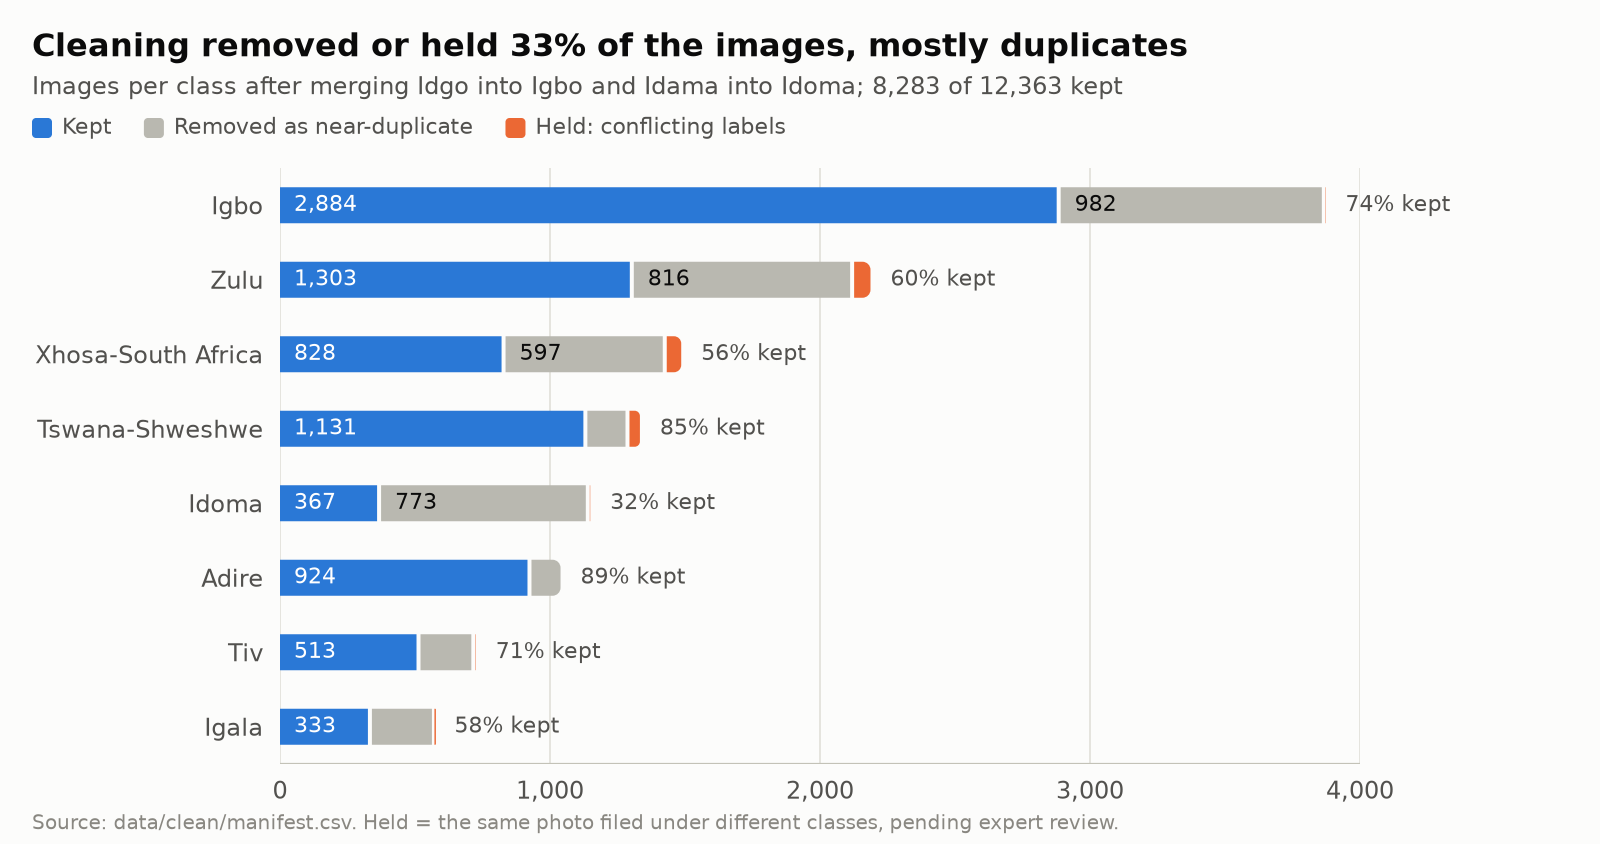 Cleaning removed or held 33% of the images, mostly duplicates
Images per class after merging Idgo into Igbo and Idama into Idoma; 8,283 of 12,363 kept
Kept Removed as near-duplicate Held: conflicting labels
Igbo 2,884 982 74% kept
Zulu 1,303 816 60% kept
Xhosa-South Africa 828 597 56% kept
Tswana-Shweshwe 1,131 85% kept
Idoma 367 773 32% kept
Adire 924 89% kept
Tiv 513 71% kept
Igala 333 58% kept
0 1,000 2,000 3,000 4,000
Source: data/clean/manifest.csv. Held = the same photo filed under different classes, pending expert review.